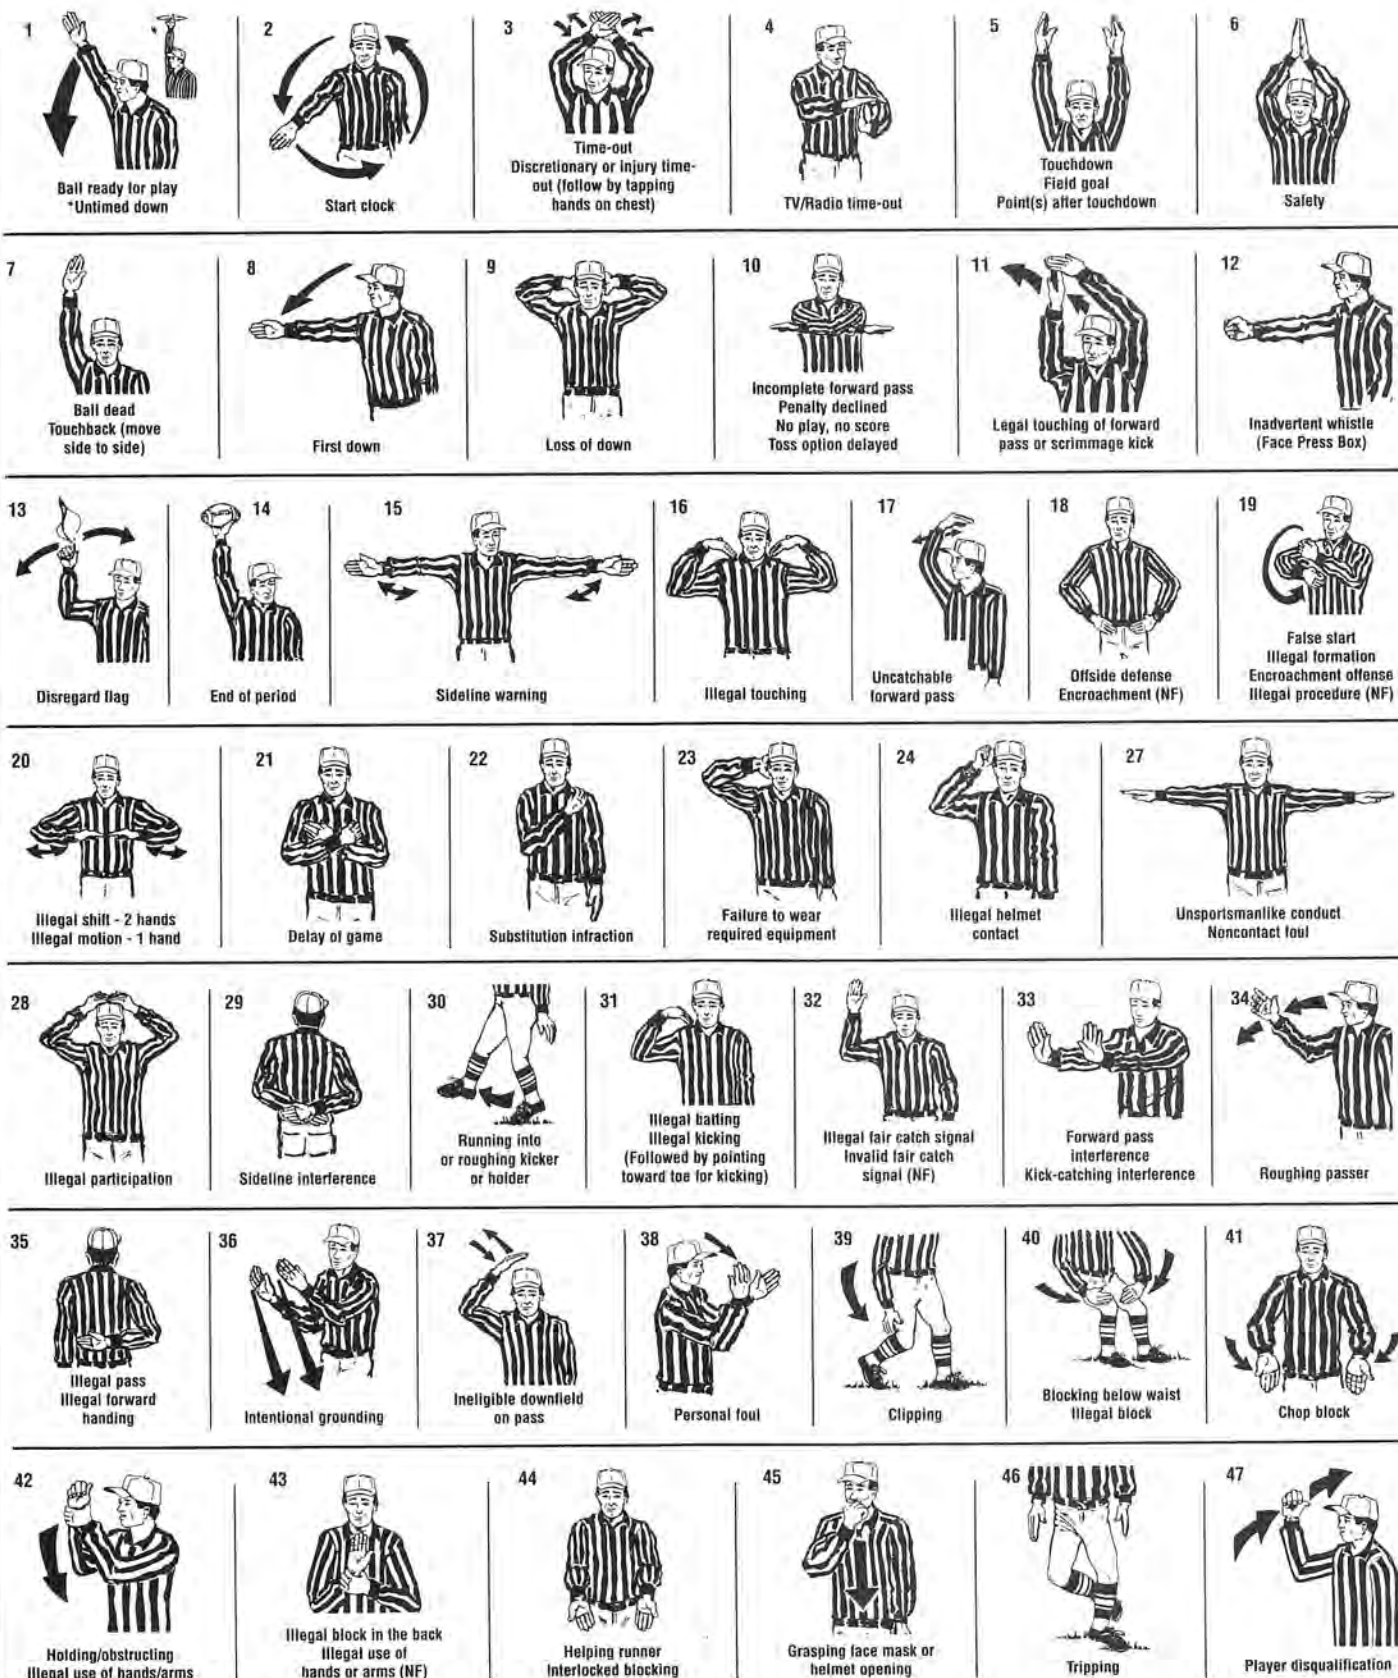 1
Ball ready for play
*Untimed down
2
Start clock
3
Time-out
Discretionary or injury time-
out (follow by tapping
hands on chest)
4
TV/Radio time-out
5
Touchdown
Field goal
Point(s) after touchdown
6
Safety
7
Ball dead
Touchback (move
side to side)
8
First down
9
Loss of down
10
Incomplete forward pass
Penalty declined
No play, no score
Toss option delayed
11
Legal touching of forward
pass or scrimmage kick
12
Inadvertent whistle
(Face Press Box)
13
Disregard flag
14
End of period
15
Sideline warning
16
Illegal touching
17
Uncatchable
forward pass
18
Offside defense
Encroachment (NF)
19
False start
Illegal formation
Encroachment offense
Illegal procedure (NF)
20
Illegal shift - 2 hands
Illegal motion - 1 hand
21
Delay of game
22
Substitution infraction
23
Failure to wear
required equipment
24
Illegal helmet
contact
27
Unsportsmanlike conduct
Noncontact foul
28
Illegal participation
29
Sideline interference
30
Running into
or roughing kicker
or holder
31
Illegal batting
Illegal kicking
(Followed by pointing
toward toe for kicking)
32
Illegal fair catch signal
Invalid fair catch
signal (NF)
33
Forward pass
interference
Kick-catching interference
34
Roughing passer
35
Illegal pass
Illegal forward
handing
36
Intentional grounding
37
Ineligible downfield
on pass
38
Personal foul
39
Clipping
40
Blocking below waist
Illegal block
41
Chop block
42
Holding/obstructing
Illegal use of hands/arms
43
Illegal block in the back
Illegal use of
hands or arms (NF)
44
Helping runner
Interlocked blocking
45
Grasping face mask or
helmet opening
46
Tripping
47
Player disqualification